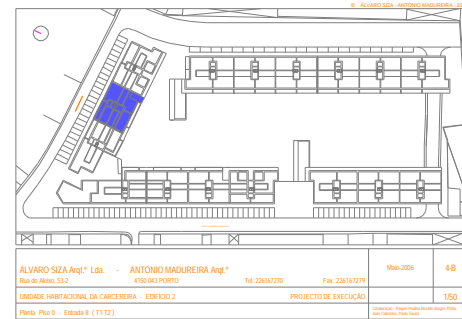 © ÁLVARO SIZA - ANTÓNIO MADUREIRA - 20
ÁLVARO SIZA Arqt.º Lda. - ANTÓNIO MADUREIRA Arqt.º
Rua do Aleixo, 53-2 4150 043 PORTO Tel. 226167270 Fax. 226167279
Maio-2006
4-B
UNIDADE HABITACIONAL DA CARCEREIRA - EDIFÍCIO 2 PROJECTO DE EXECUÇÃO
1/50
Planta Piso 0 - Entrada 8 ( T1 T2 )